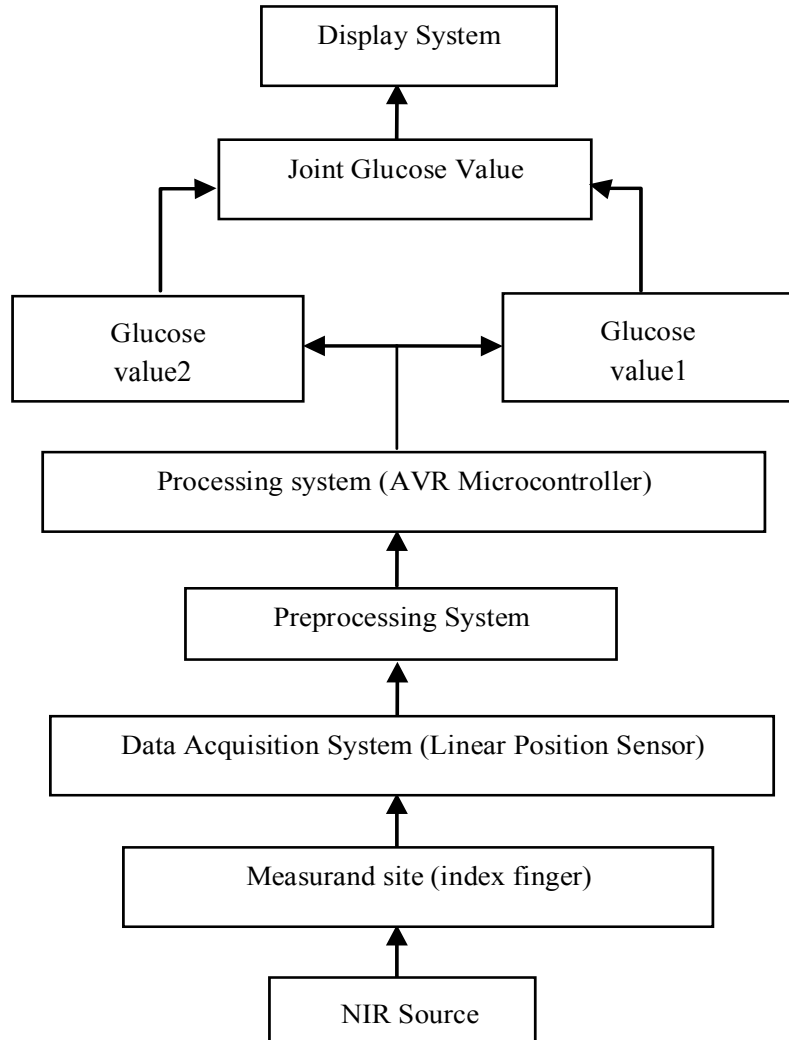 Display System
Joint Glucose Value
Glucose
value2
Glucose
value1
Processing system (AVR Microcontroller)
Preprocessing System
Data Acquisition System (Linear Position Sensor)
Measurand site (index finger)
NIR Source